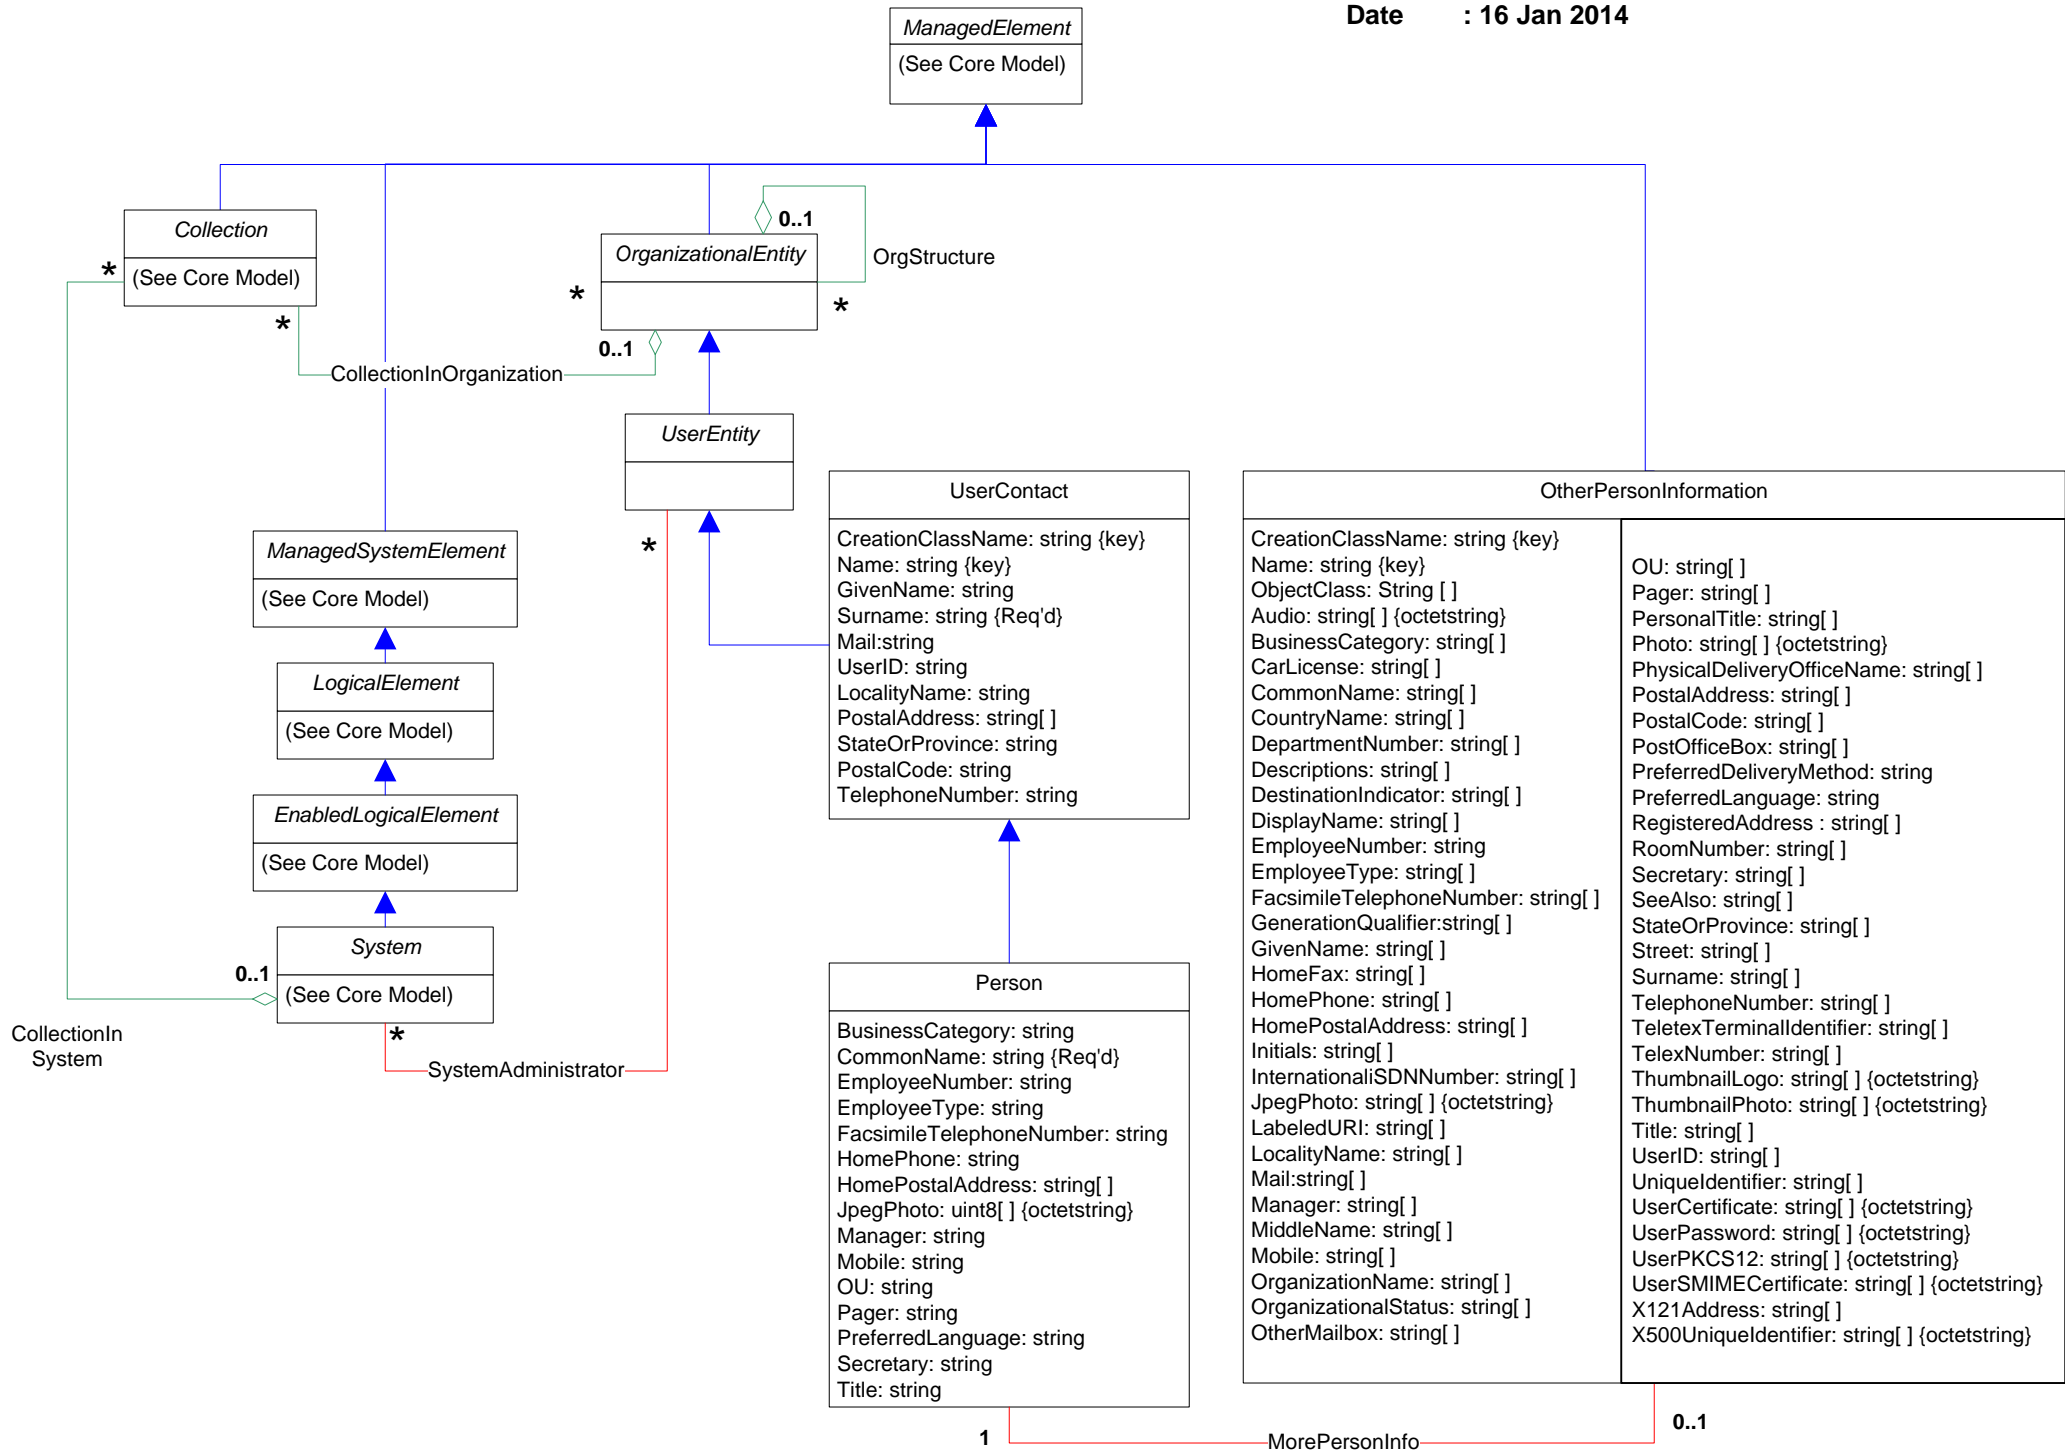 Date : 16 Jan 2014
ManagedElement
(See Core Model)
Collection
(See Core Model)
*
*
0..1
OrganizationalEntity
OrgStructure
*
*
0..1
CollectionInOrganization
UserEntity
*
ManagedSystemElement
(See Core Model)
LogicalElement
(See Core Model)
EnabledLogicalElement
(See Core Model)
System
(See Core Model)
0..1
*
CollectionIn
System
SystemAdministrator
UserContact
CreationClassName: string {key}
Name: string {key}
GivenName: string
Surname: string {Req'd}
Mail:string
UserID: string
LocalityName: string
PostalAddress: string[ ]
StateOrProvince: string
PostalCode: string
TelephoneNumber: string
Person
BusinessCategory: string
CommonName: string {Req'd}
EmployeeNumber: string
EmployeeType: string
FacsimileTelephoneNumber: string
HomePhone: string
HomePostalAddress: string[ ]
JpegPhoto: uint8[ ] {octetstring}
Manager: string
Mobile: string
OU: string
Pager: string
PreferredLanguage: string
Secretary: string
Title: string
OtherPersonInformation
CreationClassName: string {key}
Name: string {key}
ObjectClass: String [ ]
Audio: string[ ] {octetstring}
BusinessCategory: string[ ]
CarLicense: string[ ]
CommonName: string[ ]
CountryName: string[ ]
DepartmentNumber: string[ ]
Descriptions: string[ ]
DestinationIndicator: string[ ]
DisplayName: string[ ]
EmployeeNumber: string
EmployeeType: string[ ]
FacsimileTelephoneNumber: string[ ]
GenerationQualifier:string[ ]
GivenName: string[ ]
HomeFax: string[ ]
HomePhone: string[ ]
HomePostalAddress: string[ ]
Initials: string[ ]
InternationaliSDNNumber: string[ ]
JpegPhoto: string[ ] {octetstring}
LabeledURI: string[ ]
LocalityName: string[ ]
Mail:string[ ]
Manager: string[ ]
MiddleName: string[ ]
Mobile: string[ ]
OrganizationName: string[ ]
OrganizationalStatus: string[ ]
OtherMailbox: string[ ]
OU: string[ ]
Pager: string[ ]
PersonalTitle: string[ ]
Photo: string[ ] {octetstring}
PhysicalDeliveryOfficeName: string[ ]
PostalAddress: string[ ]
PostalCode: string[ ]
PostOfficeBox: string[ ]
PreferredDeliveryMethod: string
PreferredLanguage: string
RegisteredAddress : string[ ]
RoomNumber: string[ ]
Secretary: string[ ]
SeeAlso: string[ ]
StateOrProvince: string[ ]
Street: string[ ]
Surname: string[ ]
TelephoneNumber: string[ ]
TeletexTerminalIdentifier: string[ ]
TelexNumber: string[ ]
ThumbnailLogo: string[ ] {octetstring}
ThumbnailPhoto: string[ ] {octetstring}
Title: string[ ]
UserID: string[ ]
UniqueIdentifier: string[ ]
UserCertificate: string[ ] {octetstring}
UserPassword: string[ ] {octetstring}
UserPKCS12: string[ ] {octetstring}
UserSMIMECertificate: string[ ] {octetstring}
X121Address: string[ ]
X500UniqueIdentifier: string[ ] {octetstring}
1
MorePersonInfo
0..1